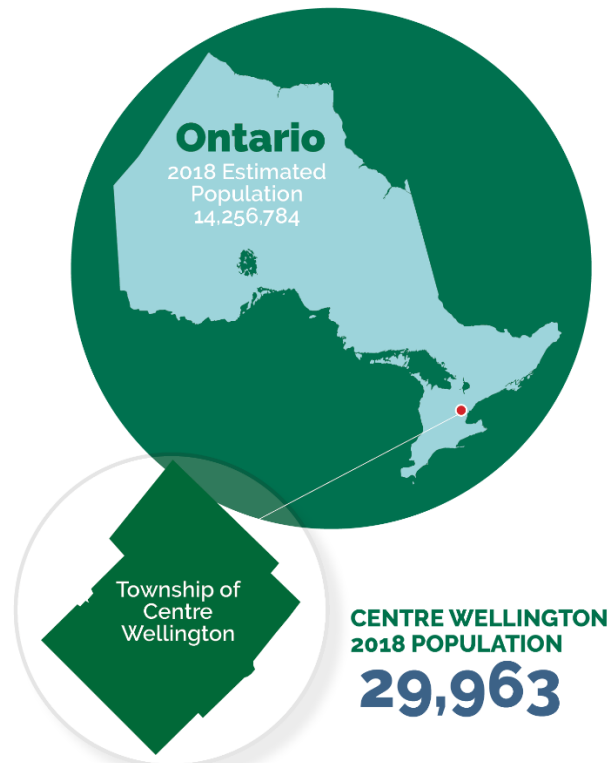 Ontario
2018 Estimated
Population
14,256,784
Township of
Centre
Wellington
CENTRE WELLINGTON
2018 POPULATION
29,963